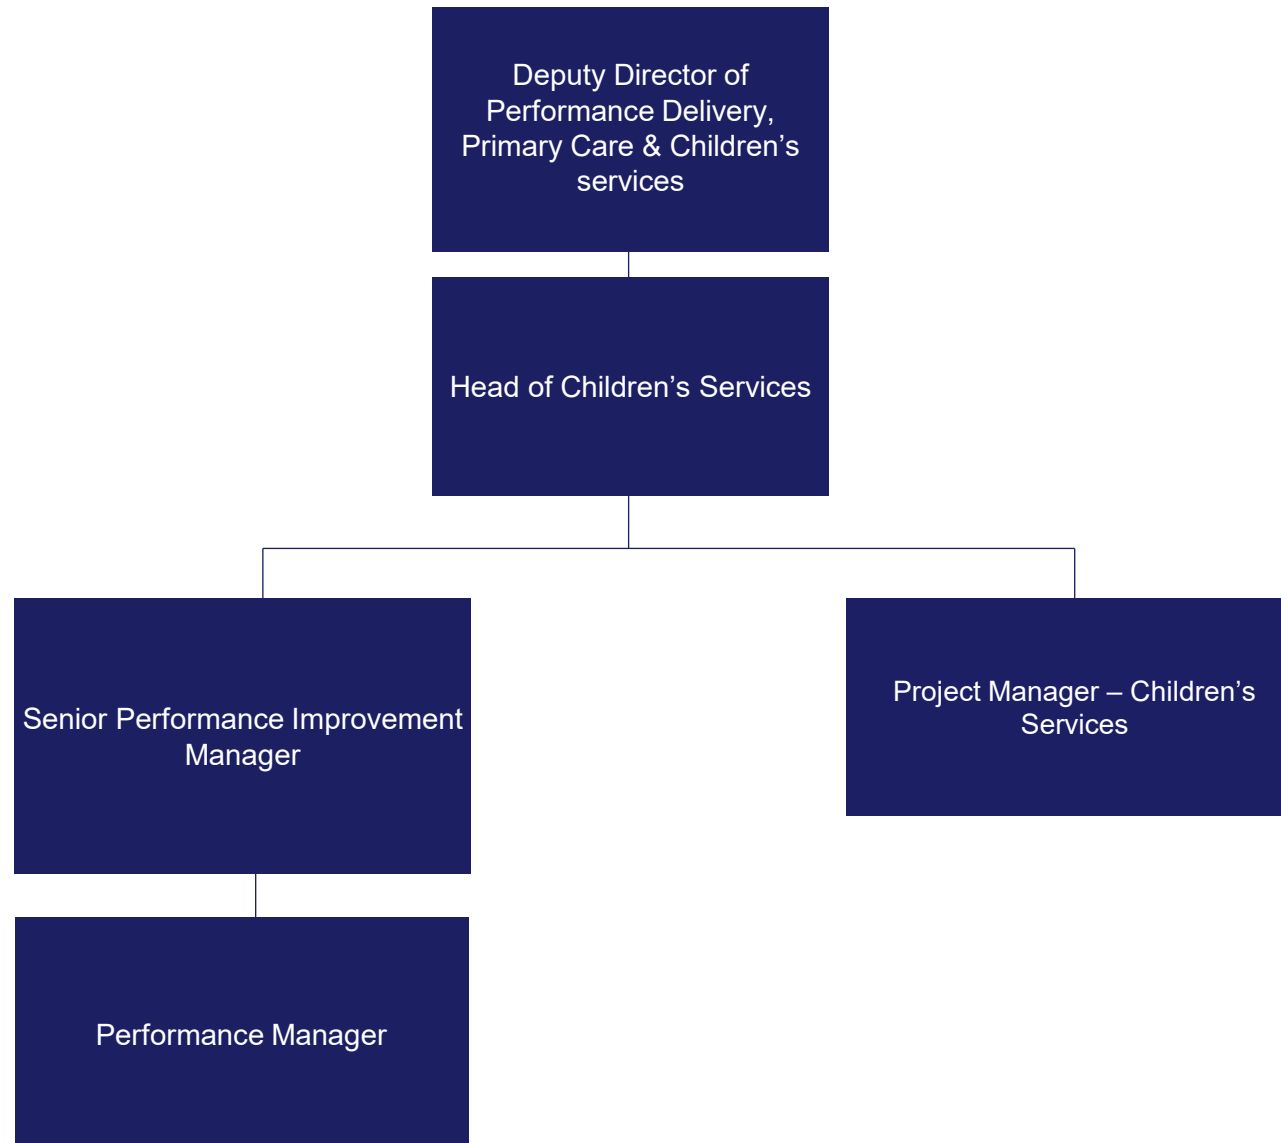 Deputy Director of
Performance Delivery,
Primary Care & Children’s
services
Head of Children’s Services
Senior Performance Improvement
Manager
Project Manager – Children’s
Services
Performance Manager